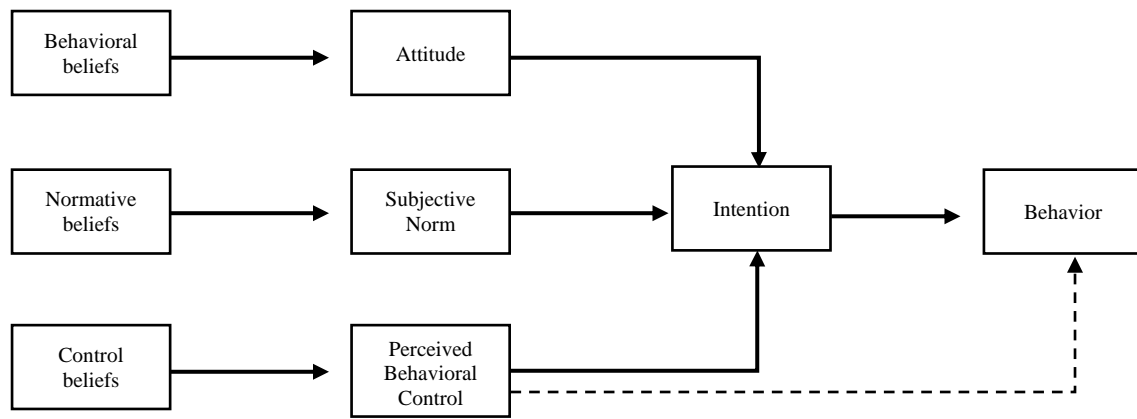 Behavioral
beliefs
Attitude
Normative
beliefs
Subjective
Norm
Intention
Behavior
Control
beliefs
Perceived
Behavioral
Control